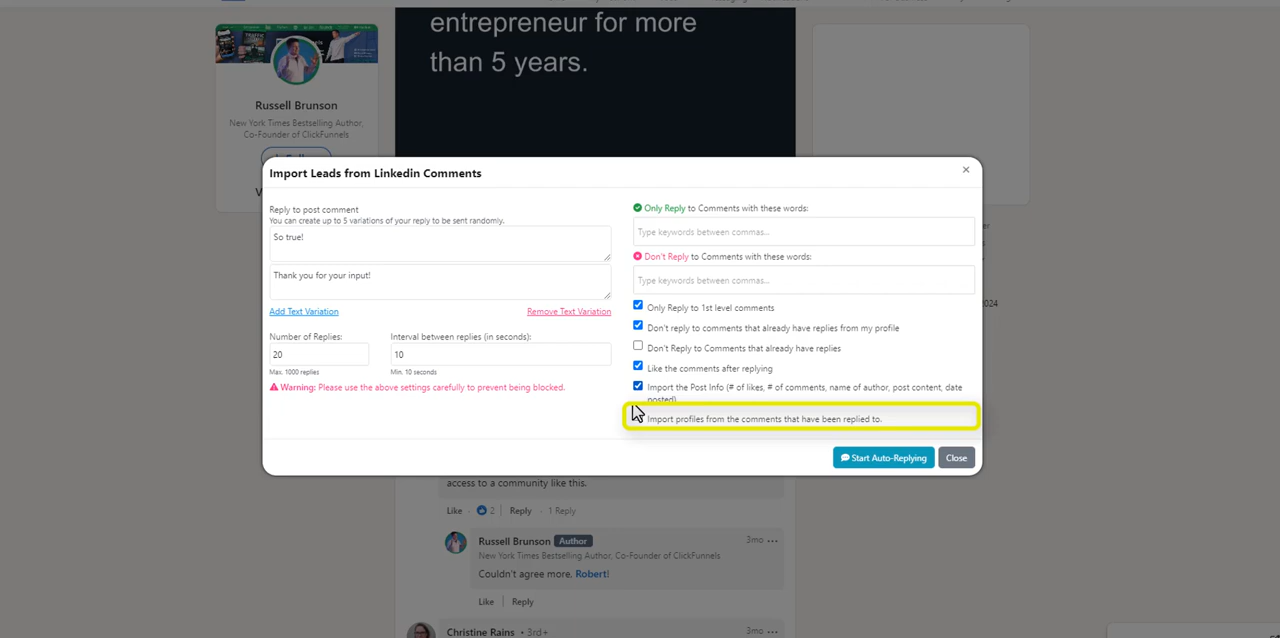 entrepreneur for more
than 5 years.
Russell Brunson
New York Times Bestselling Author,
Co-Founder of ClickFunnels
Import Leads from Linkedin Comments
×
Reply to post comment
You can create up to 5 variations of your reply to be sent randomly.
So true!
Thank you for your input!
Add Text Variation
Remove Text Variation
Number of Replies:
Interval between replies (in seconds):
20
10
Max. 1000 replies
Min. 10 seconds
Warning: Please use the above settings carefully to prevent being blocked.
Only Reply to Comments with these words:
Type keywords between commas...
Don't Reply to Comments with these words:
Type keywords between commas...
Only Reply to 1st level comments
Don't reply to comments that already have replies from my profile
Don't Reply to Comments that already have replies
Like the comments after replying
Import the Post Info (# of likes, # of comments, name of author, post content, date
posted)
Import profiles from the comments that have been replied to.
Start Auto-Replying
Close
2024
access to a community like this.
Like · 2 | Reply · 1 Reply
Russell Brunson Author
3mo ···
New York Times Bestselling Author, Co-Founder of ClickFunnels
Couldn't agree more, Robert!
Like | Reply
Christine Rains • 3rd+
3mo ···